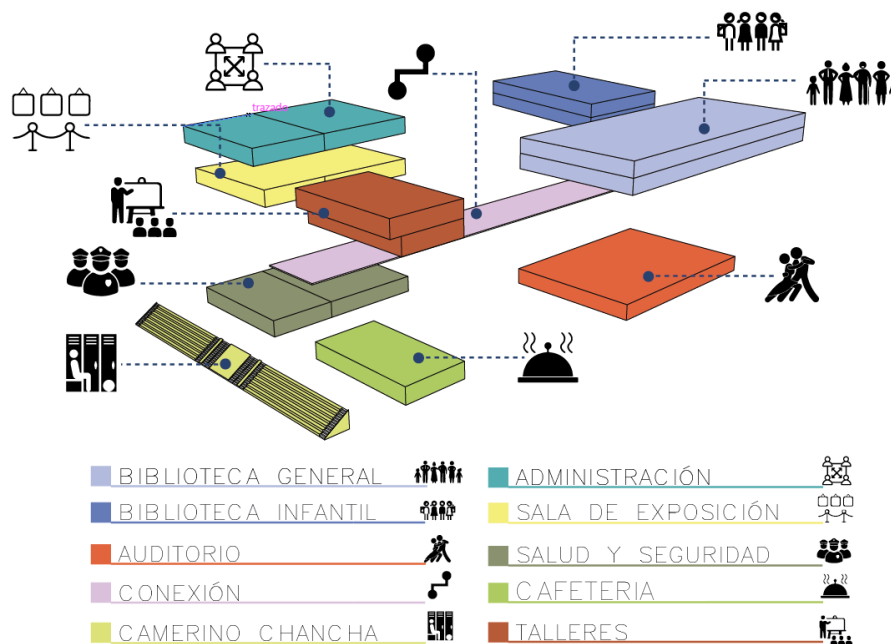 trazado
BIBLIOTECA GENERAL
BIBLIOTECA INFANTIL
AUDITORIO
CONEXIÓN
CAMERINO CHANCHA
ADMINISTRACIÓN
SALA DE EXPOSICIÓN
SALUD Y SEGURIDAD
CAFETERIA
TALLERES